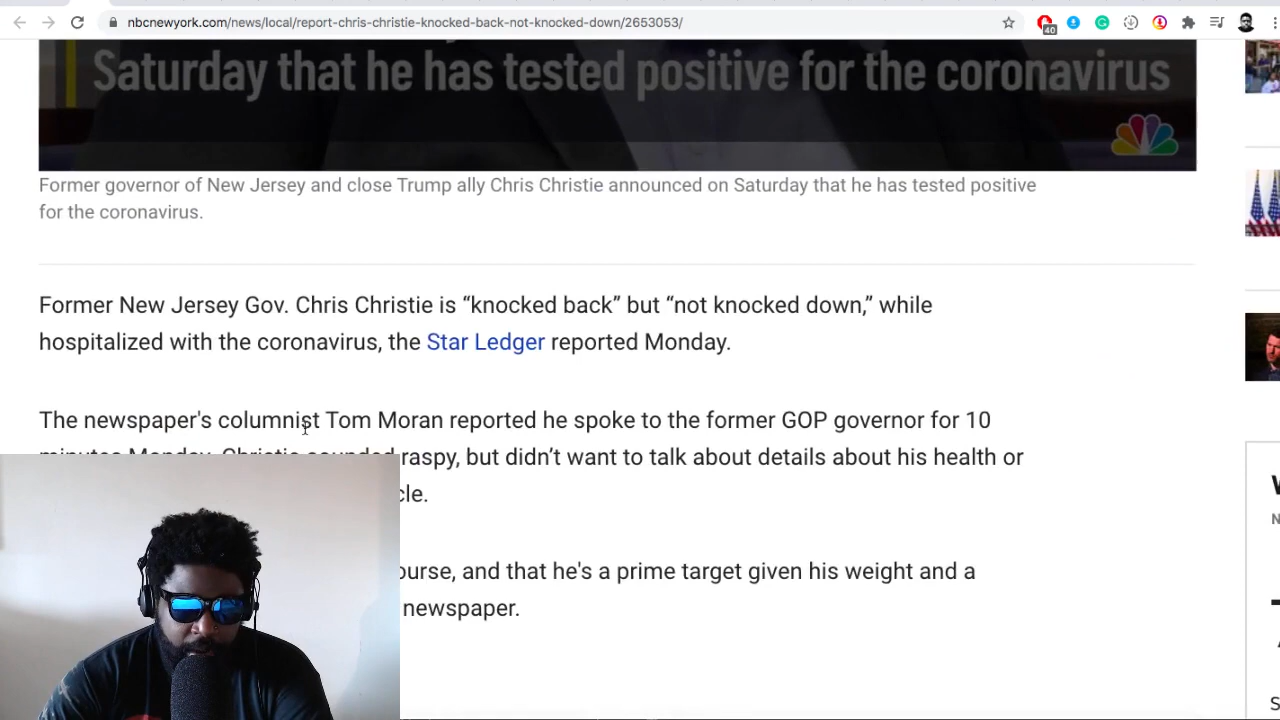 nbcnewyork.com/news/local/report-chris-christie-knocked-back-not-knocked-down/2653053/
40
Saturday that he has tested positive for the coronavirus
Former governor of New Jersey and close Trump ally Chris Christie announced on Saturday that he has tested positive
for the coronavirus.
Former New Jersey Gov. Chris Christie is “knocked back” but “not knocked down,” while
hospitalized with the coronavirus, the Star Ledger reported Monday.
The newspaper's columnist Tom Moran reported he spoke to the former GOP governor for 10
minutes Monday. Christie sounded raspy, but didn’t want to talk about details about his health or
cle.
ourse, and that he's a prime target given his weight and a
newspaper.